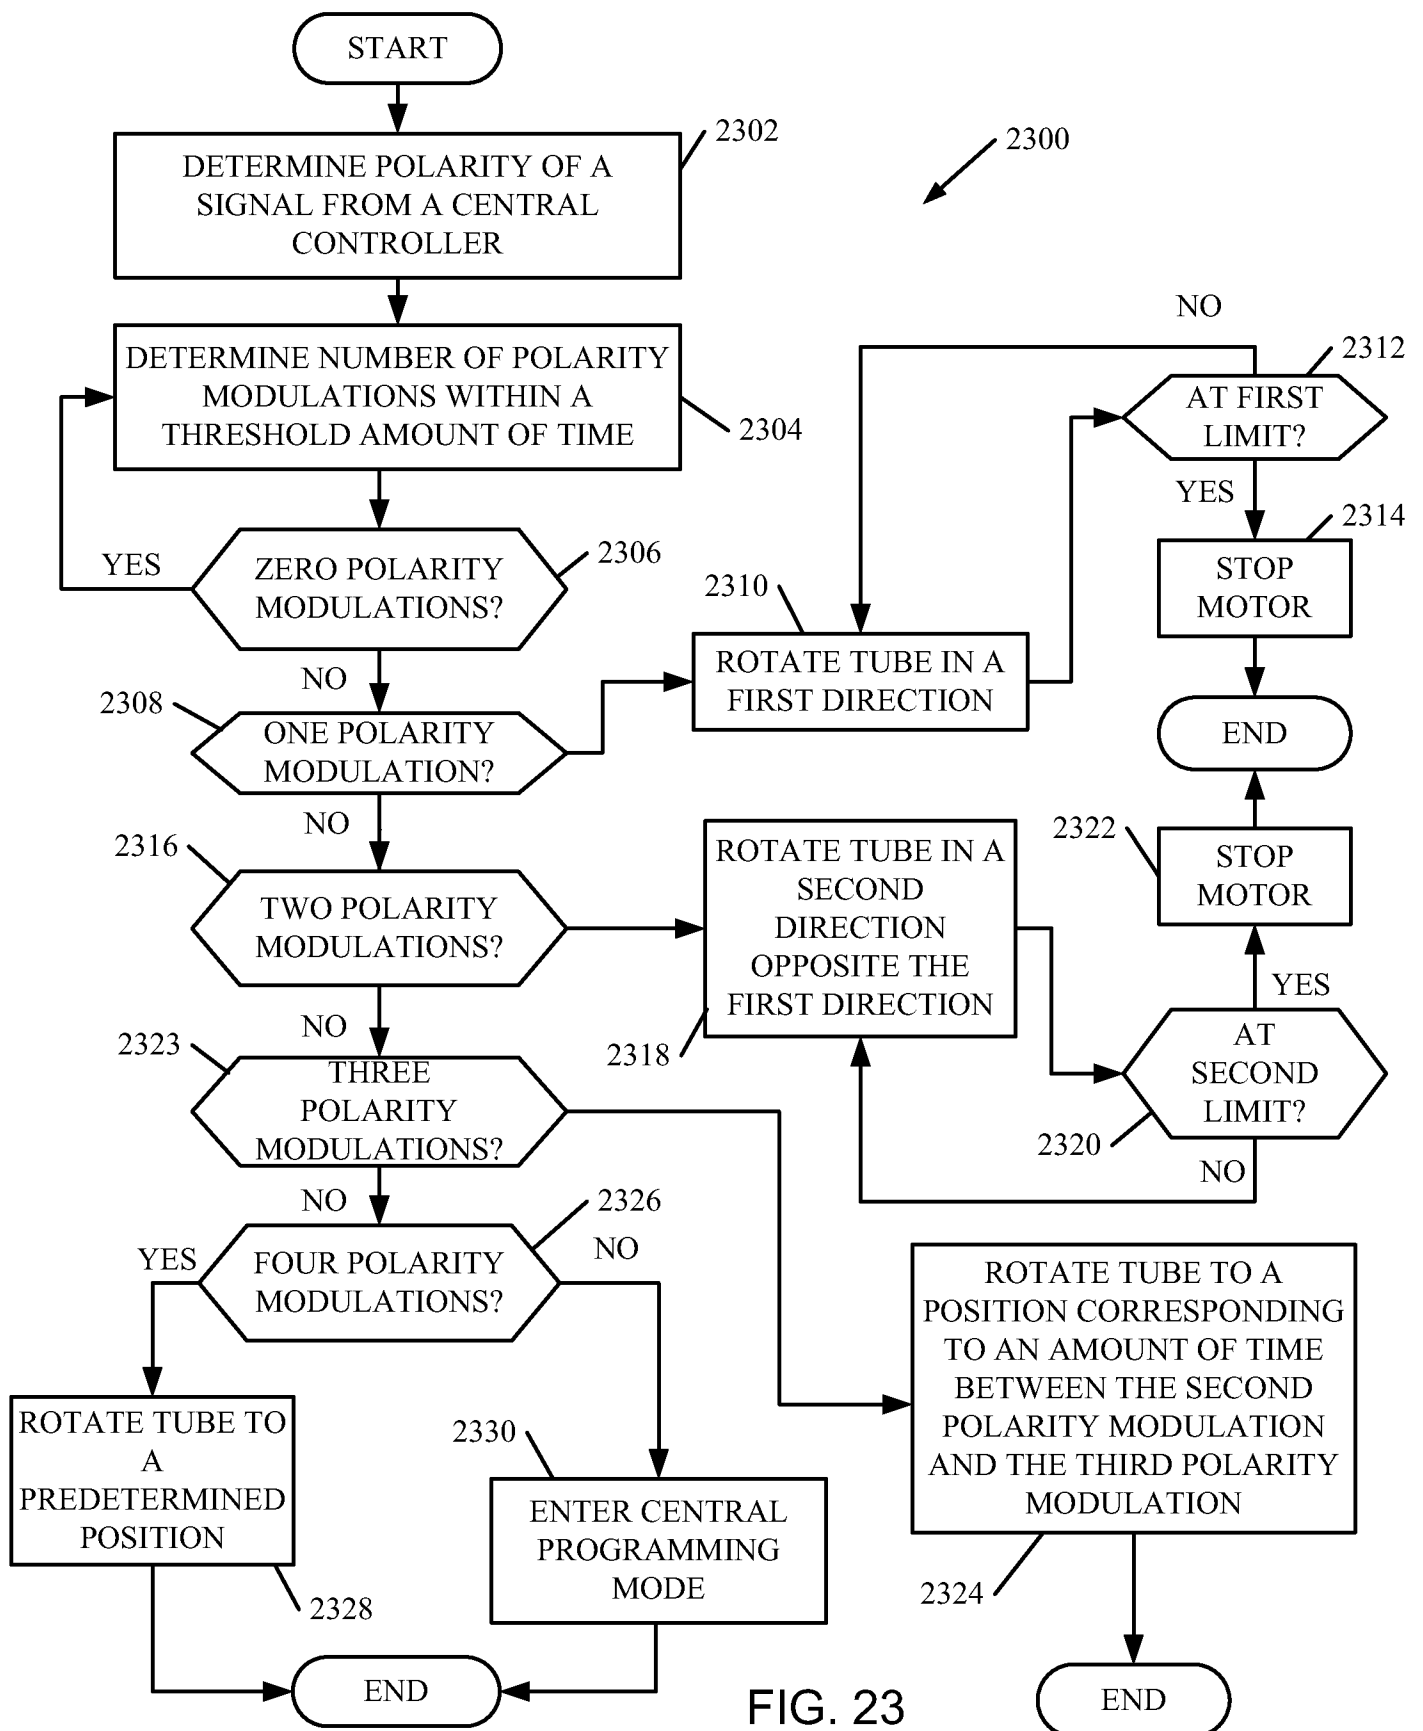 START
2302
DETERMINE POLARITY OF A
SIGNAL FROM A CENTRAL
CONTROLLER
2300
DETERMINE NUMBER OF POLARITY
MODULATIONS WITHIN A
THRESHOLD AMOUNT OF TIME
2304
NO
2312
AT FIRST
LIMIT?
YES
2314
STOP
MOTOR
END
YES
ZERO POLARITY
MODULATIONS?
2306
NO
2310
ROTATE TUBE IN A
FIRST DIRECTION
2308
ONE POLARITY
MODULATION?
NO
2316
TWO POLARITY
MODULATIONS?
ROTATE TUBE IN A
SECOND
DIRECTION
OPPOSITE THE
FIRST DIRECTION
2318
2322
STOP
MOTOR
YES
AT
SECOND
LIMIT?
2320
NO
NO
2323
THREE
POLARITY
MODULATIONS?
NO
2326
FOUR POLARITY
MODULATIONS?
YES
NO
ROTATE TUBE TO A
POSITION CORRESPONDING
TO AN AMOUNT OF TIME
BETWEEN THE SECOND
POLARITY MODULATION
AND THE THIRD POLARITY
MODULATION
2324
ROTATE TUBE TO
A
PREDETERMINED
POSITION
2328
2330
ENTER CENTRAL
PROGRAMMING
MODE
END
FIG. 23
END